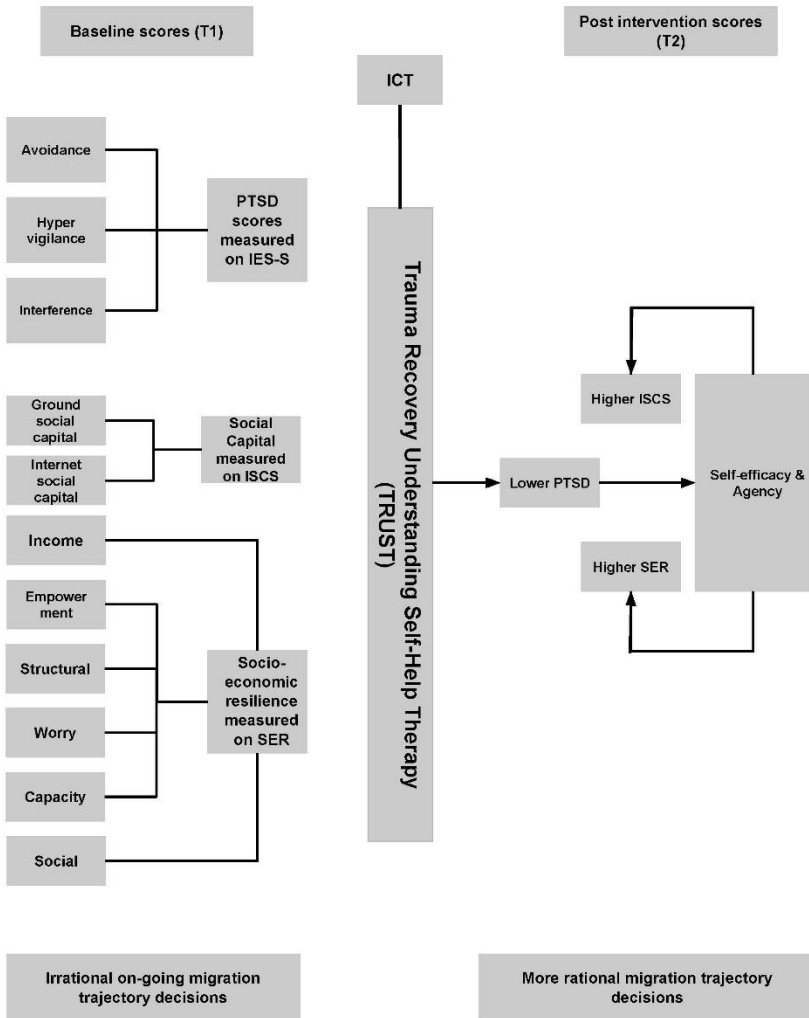 Baseline scores (T1)
Post intervention scores
(T2)
ICT
Avoidance
Hyper
vigilance
Interference
PTSD
scores
measured
on IES-S
Ground
social
capital
Internet
social
capital
Social
Capital
measured
on ISCS
Income
Empower
ment
Structural
Worry
Capacity
Social
Socio-
economic
resilience
measured
on SER
Trauma Recovery Understanding Self-Help Therapy
(TRUST)
Higher ISCS
Lower PTSD
Self-efficacy &
Agency
Higher SER
Irrational on-going migration
trajectory decisions
More rational migration trajectory
decisions